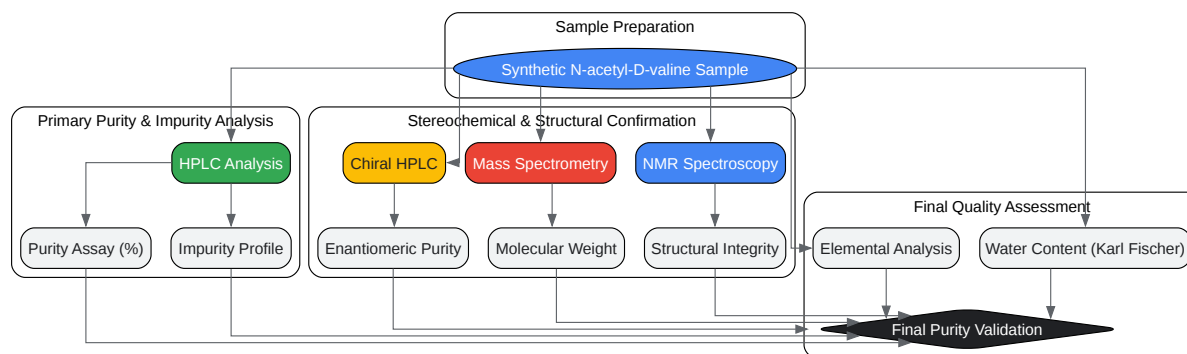 Sample Preparation
Synthetic N-acetyl-D-valine Sample
Primary Purity & Impurity Analysis
Stereochemical & Structural Confirmation
HPLC Analysis
Chiral HPLC
Mass Spectrometry
NMR Spectroscopy
Final Quality Assessment
Purity Assay (%)
Impurity Profile
Enantiomeric Purity
Molecular Weight
Structural Integrity
Elemental Analysis
Water Content (Karl Fischer)
Final Purity Validation